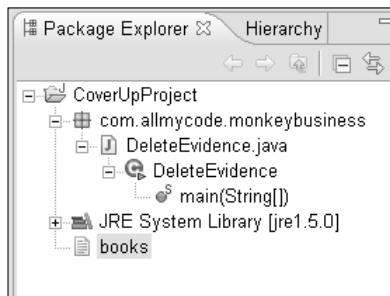 Package Explorer Hierarchy
CoverUpProject
com.allmycode.monkeybusiness
J DeleteEvidence.java
C DeleteEvidence
S main(String[])
JRE System Library [jre1.5.0]
books